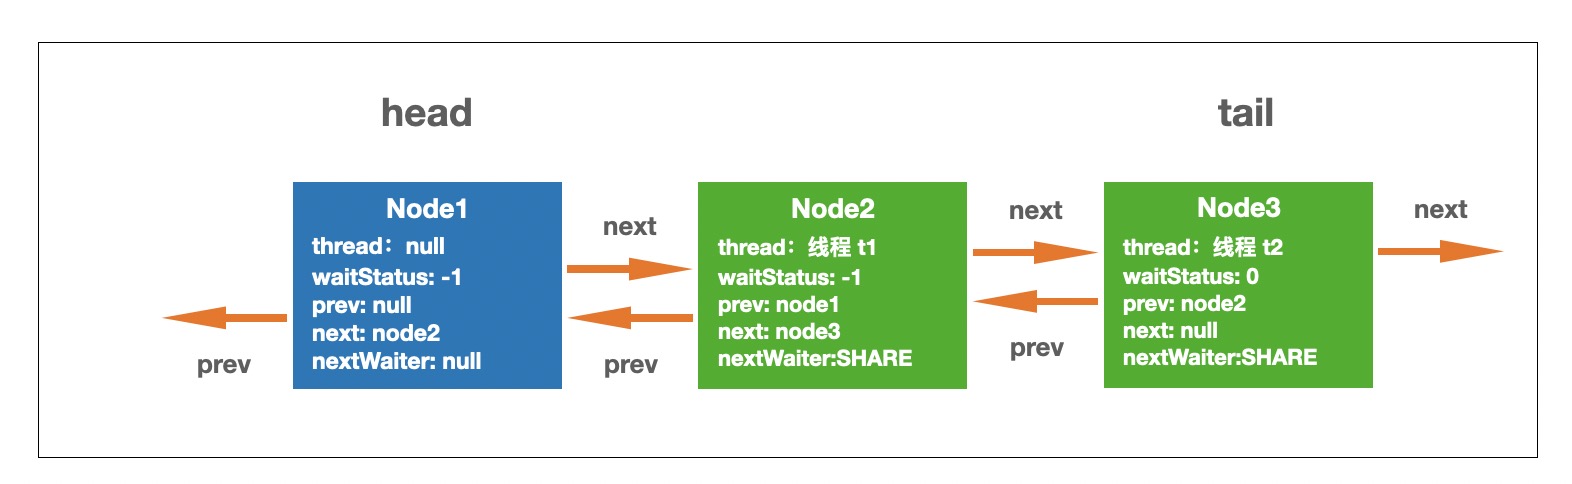 head
tail
Node1
thread：null
waitStatus: -1
prev: null
next: node2
nextWaiter: null
next
prev
prev
Node2
thread：线程 t1
waitStatus: -1
prev: node1
next: node3
nextWaiter:SHARE
next
prev
Node3
thread：线程 t2
waitStatus: 0
prev: node2
next: null
nextWaiter:SHARE
next